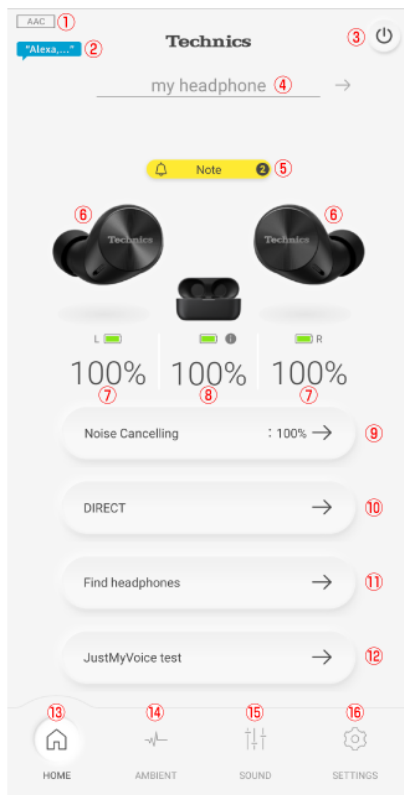 AAC ①
"Alexa,..." ②
Technics
③
my headphone ④
Note 2 ⑤
⑥ ⑥
Technics Technics
L R
100% 100% 100%
⑦ ⑧ ⑦
Noise Cancelling : 100% ⑨
DIRECT ⑩
Find headphones ⑪
JustMyVoice test ⑫
⑬ ⑭ ⑮ ⑯
HOME AMBIENT SOUND SETTINGS